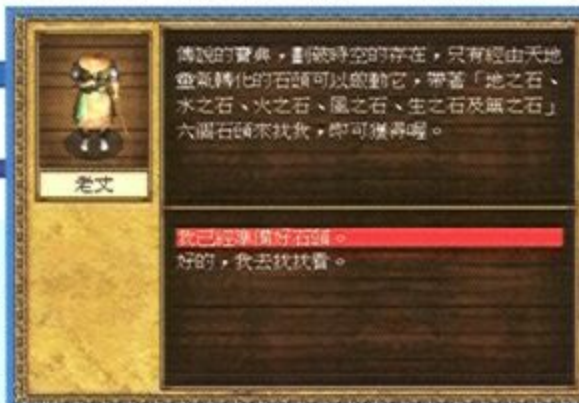 傳說的寶典，劃破時空的存在，只有經由天地
靈氣轉化的石頭可以啟動它，帶著「地之石、
水之石、火之石、風之石、生之石及無之石」
六個石頭來找我，即可獲得喔。
老丈
我已經準備好石頭。
好的，我去找找看。